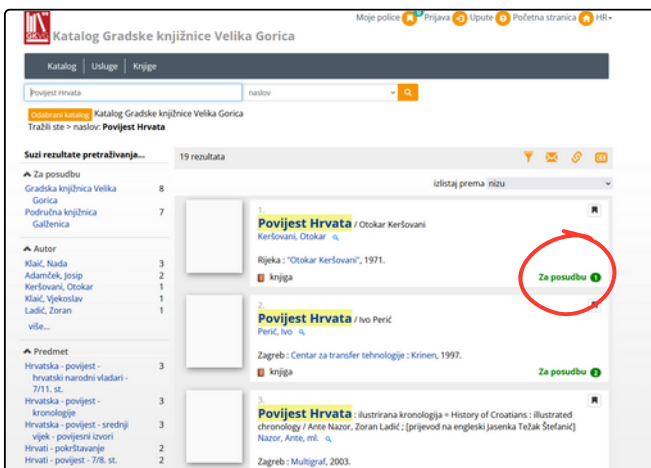 Moje police Prijava Upute Početna stranica HR
GKVG
Katalog Gradske knjižnice Velika Gorica
Katalog Usluge Knjige
Povijest Hrvata naslov
Odabrani katalog Katalog Gradske knjižnice Velika Gorica
Tražili ste > naslov: Povijest Hrvata
Suzi rezultate pretraživanja...
Za posudbu
Gradska knjižnica Velika Gorica 8
Područna knjižnica Galženica 7
Autor
Klaić, Nada 3
Adamček, Josip 2
Keršovani, Otokar 1
Klaić, Vjekoslav 1
Ladić, Zoran 1
više...
Predmet
Hrvatska - povijest -
hrvatski narodni vladari -
7/11. st. 3
Hrvatska - povijest -
kronologije 3
Hrvatska - povijest - srednji
vijek - povijesni izvori 3
Hrvati - pokrštavanje 2
Hrvati - povijest - 7/8. st. 2
19 rezultata
izlistaj prema nizu
1.
Povijest Hrvata / Otokar Keršovani
Keršovani, Otokar
Rijeka : "Otokar Keršovani", 1971.
knjiga Za posudbu 1
2.
Povijest Hrvata / Ivo Perić
Perić, Ivo
Zagreb : Centar za transfer tehnologije : Krinen, 1997.
knjiga Za posudbu 2
3.
Povijest Hrvata : ilustrirana kronologija = History of Croatians : illustrated
chronology / Ante Nazor, Zoran Ladić ; [prijevod na engleski Jasenka Težak Štefanić]
Nazor, Ante, ml.
Zagreb : Multigraf, 2003.